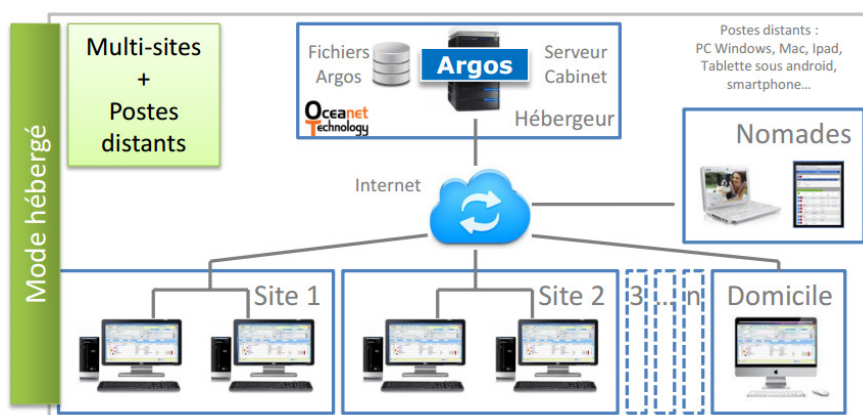 Mode hébergé
Multi-sites
+
Postes
distants
Fichiers
Argos
Argos
Serveur
Cabinet
Oceanet
Technology
Hébergeur
Postes distants :
PC Windows, Mac, Ipad,
Tablette sous android,
smartphone...
Nomades
Internet
Site 1
Site 2
3 ... n
Domicile